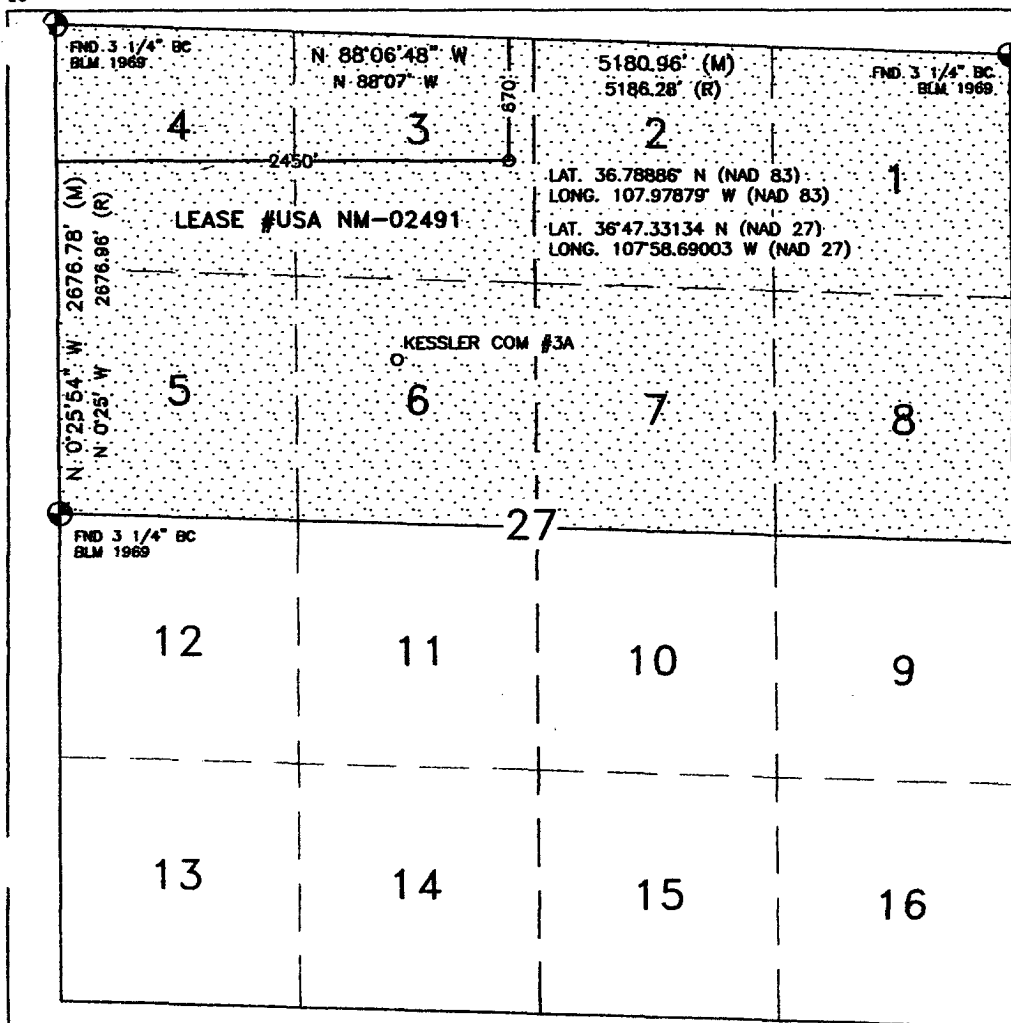 FND 3 1/4" BC
BLM 1969
N 88°06'48" W
N 88°07' W
5180.96' (M)
5186.28' (R)
FND 3 1/4" BC
BLM 1969
670'
4
3
2
1
2450'
LAT. 36.78886° N (NAD 83)
LONG. 107.97879° W (NAD 83)
LAT. 36°47.33134 N (NAD 27)
LONG. 107°58.69003 W (NAD 27)
LEASE #USA NM-02491
N 0°25'54" W 2676.78' (M)
N 0°25' W 2676.96' (R)
KESSLER COM #3A
5
6
7
8
27
FND 3 1/4" BC
BLM 1969
12
11
10
9
13
14
15
16